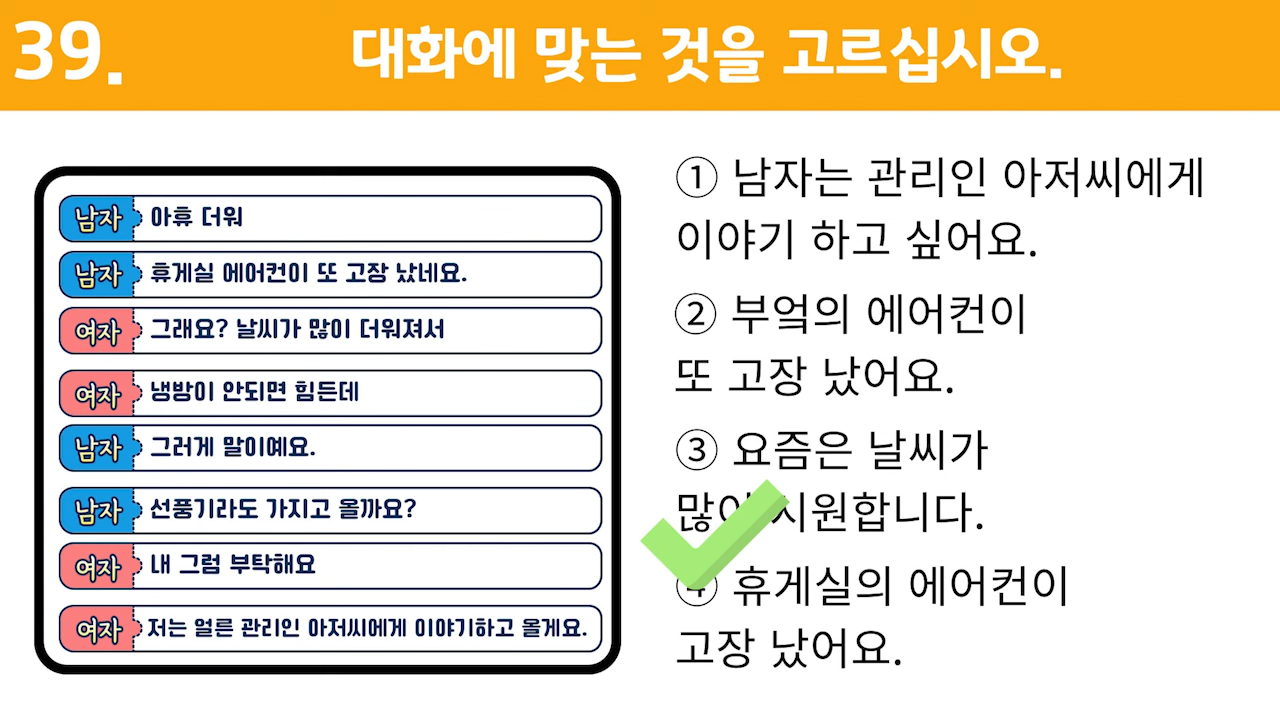 39. 대화에 맞는 것을 고르십시오.
남자 아휴 더워
남자 휴게실 에어컨이 또 고장 났네요.
여자 그래요? 날씨가 많이 더워져서
여자 냉방이 안되면 힘든데
남자 그러게 말이예요.
남자 선풍기라도 가지고 올까요?
여자 내 그럼 부탁해요
여자 저는 얼른 관리인 아저씨에게 이야기하고 올게요.
① 남자는 관리인 아저씨에게
이야기 하고 싶어요.
② 부엌의 에어컨이
또 고장 났어요.
③ 요즘은 날씨가
많이 시원합니다.
④ 휴게실의 에어컨이
고장 났어요.